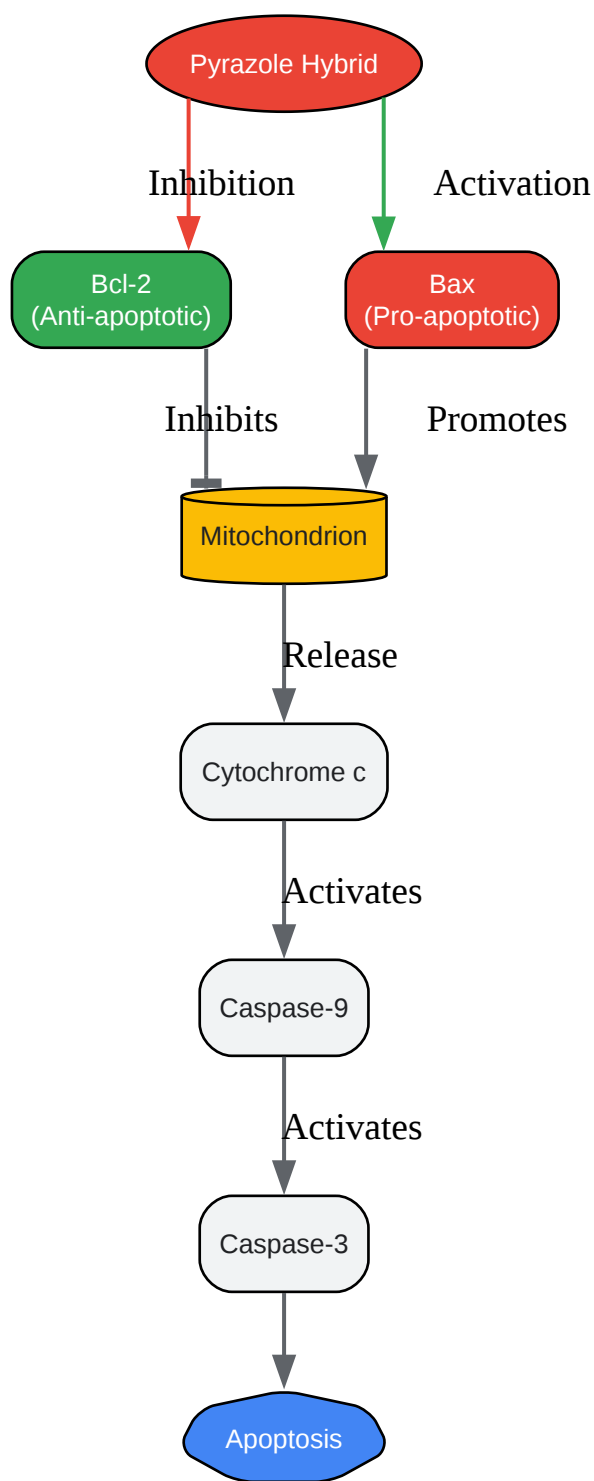 Pyrazole Hybrid
Inhibition
Activation
Bcl-2
(Anti-apoptotic)
Bax
(Pro-apoptotic)
Inhibits
Promotes
Mitochondrion
Release
Cytochrome c
Activates
Caspase-9
Activates
Caspase-3
Apoptosis